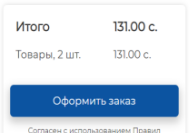 Итого 131.00 с.
Товары, 2 шт. 131.00 с.
Оформить заказ
Согласен с использованием Правил